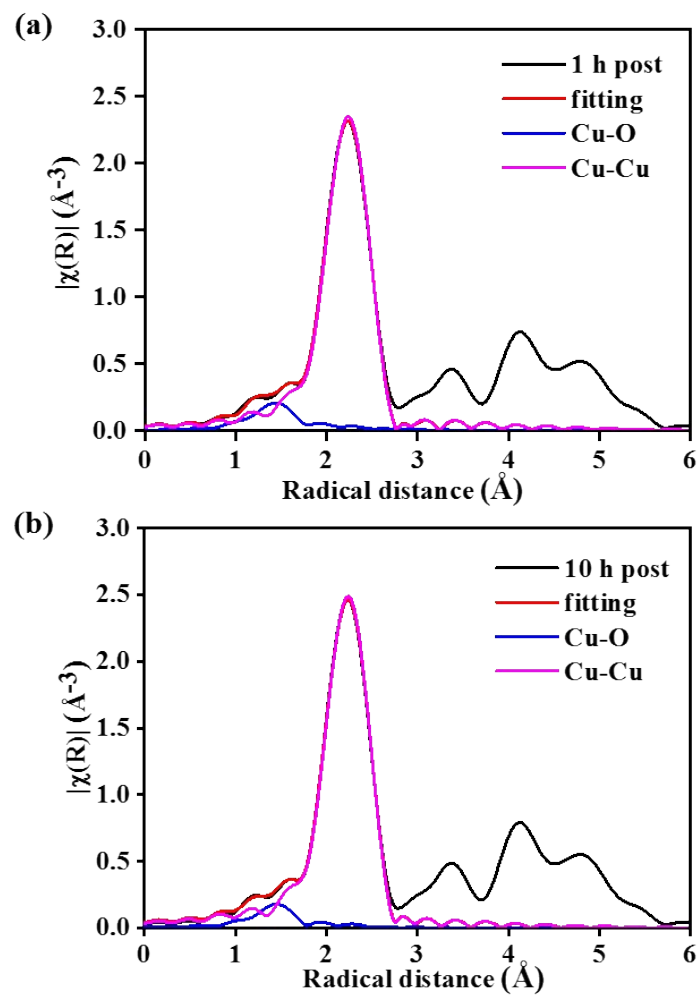 (a)
3.0
2.5
2.0
1.5
1.0
0.5
0.0
|χ(R)| (Å⁻³)
1 h post
fitting
Cu-O
Cu-Cu
0 1 2 3 4 5 6
Radical distance (Å)
(b)
3.0
2.5
2.0
1.5
1.0
0.5
0.0
|χ(R)| (Å⁻³)
10 h post
fitting
Cu-O
Cu-Cu
0 1 2 3 4 5 6
Radical distance (Å)